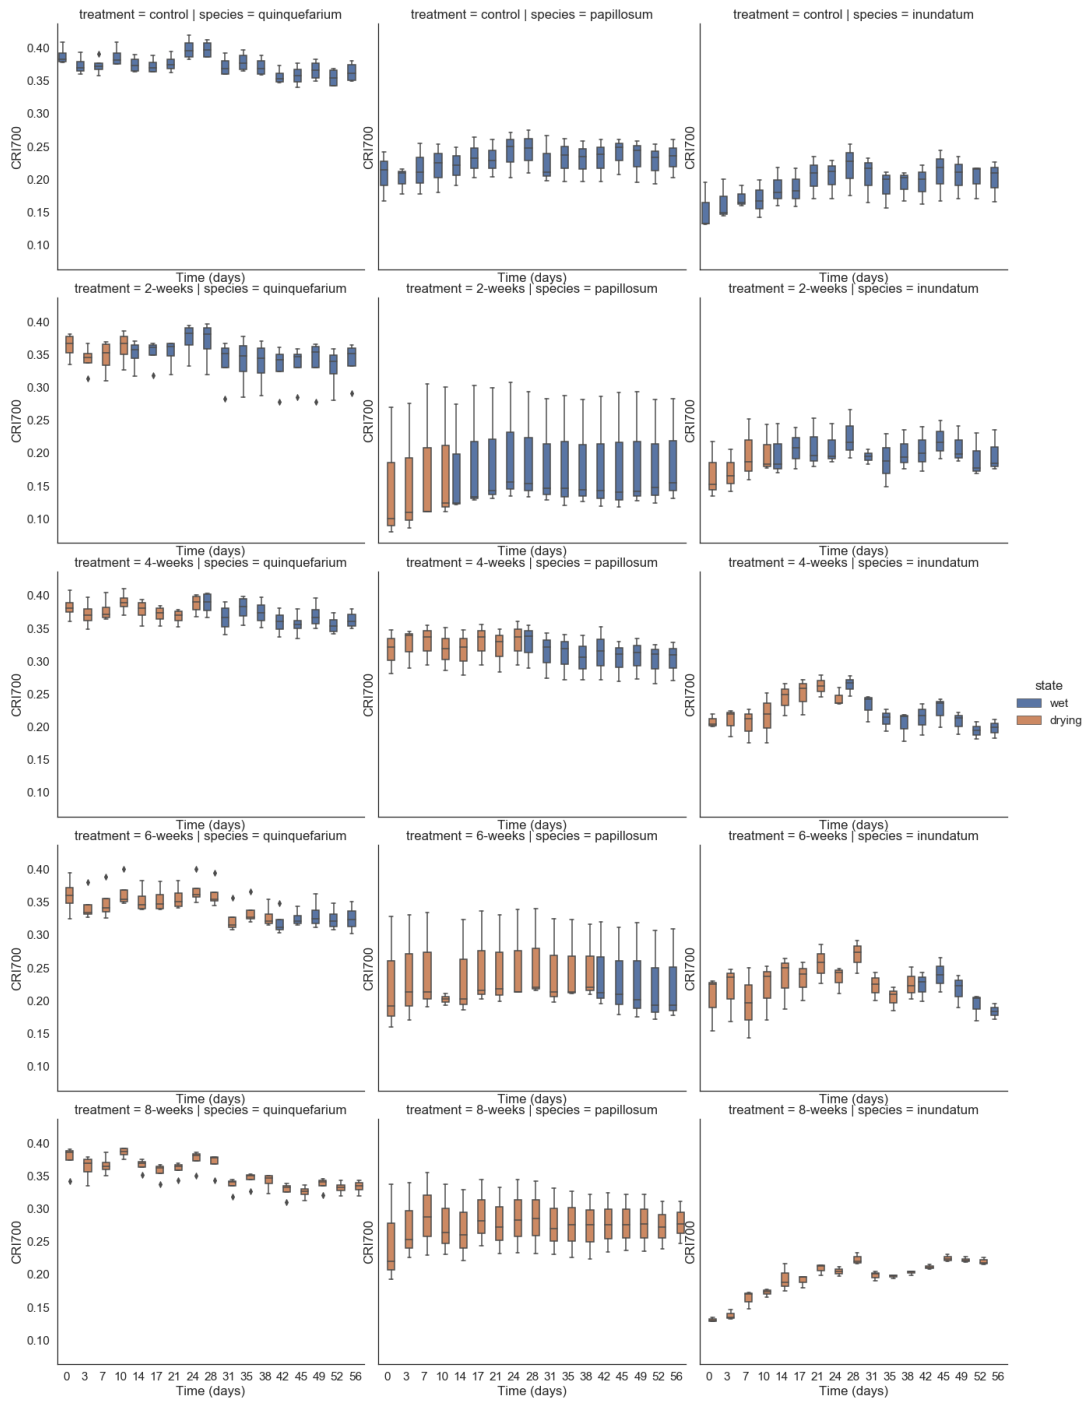 treatment = control | species = quinquefarium
treatment = control | species = papillosum
treatment = control | species = inundatum
0.40
0.35
0.30
0.25
0.20
0.15
0.10
CRI700
CRI700
CRI700
Time (days)
Time (days)
Time (days)
treatment = 2-weeks | species = quinquefarium
treatment = 2-weeks | species = papillosum
treatment = 2-weeks | species = inundatum
0.40
0.35
0.30
0.25
0.20
0.15
0.10
CRI700
CRI700
CRI700
Time (days)
Time (days)
Time (days)
treatment = 4-weeks | species = quinquefarium
treatment = 4-weeks | species = papillosum
treatment = 4-weeks | species = inundatum
0.40
0.35
0.30
0.25
0.20
0.15
0.10
CRI700
CRI700
CRI700
state
wet
drying
Time (days)
Time (days)
Time (days)
treatment = 6-weeks | species = quinquefarium
treatment = 6-weeks | species = papillosum
treatment = 6-weeks | species = inundatum
0.40
0.35
0.30
0.25
0.20
0.15
0.10
CRI700
CRI700
CRI700
Time (days)
Time (days)
Time (days)
treatment = 8-weeks | species = quinquefarium
treatment = 8-weeks | species = papillosum
treatment = 8-weeks | species = inundatum
0.40
0.35
0.30
0.25
0.20
0.15
0.10
CRI700
CRI700
CRI700
0 3 7 10 14 17 21 24 28 31 35 38 42 45 49 52 56
0 3 7 10 14 17 21 24 28 31 35 38 42 45 49 52 56
0 3 7 10 14 17 21 24 28 31 35 38 42 45 49 52 56
Time (days)
Time (days)
Time (days)